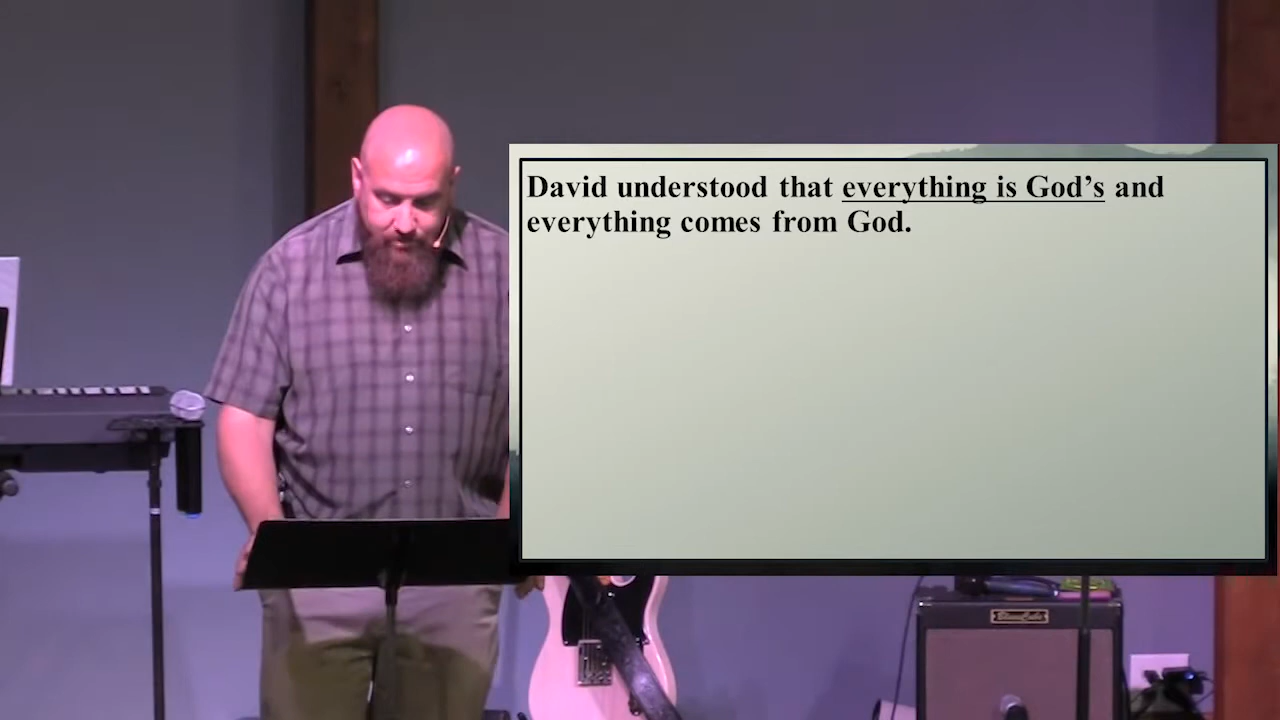 David understood that everything is God’s and
everything comes from God.